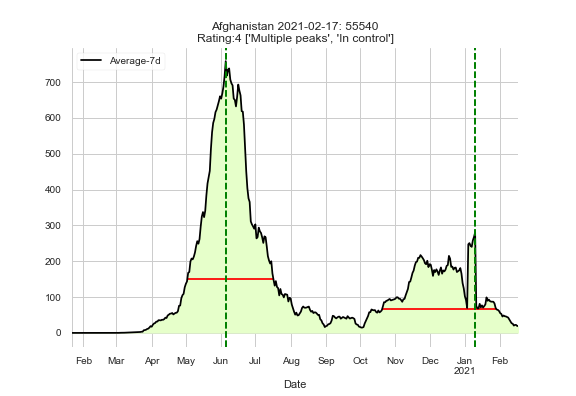 Afghanistan 2021-02-17: 55540
Rating:4 ['Multiple peaks', 'In control']
Average-7d
700
600
500
400
300
200
100
0
Feb Mar Apr May Jun Jul Aug Sep Oct Nov Dec Jan Feb
2021
Date